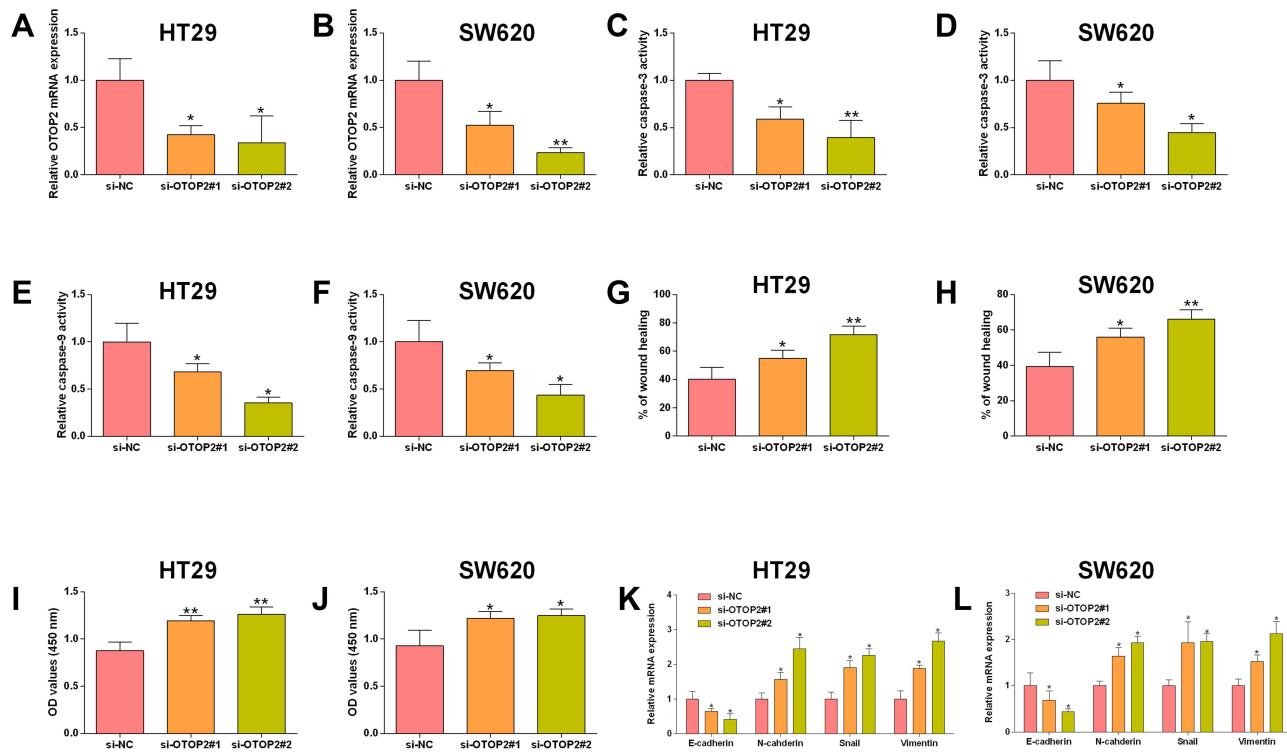 A
HT29
Relative OTOP2 mRNA expression
1.5
1.0
0.5
0.0
*
*
si-NC
si-OTOP2#1
si-OTOP2#2
B
SW620
Relative OTOP2 mRNA expression
1.5
1.0
0.5
0.0
*
**
si-NC
si-OTOP2#1
si-OTOP2#2
C
HT29
Relative caspase-3 activity
1.5
1.0
0.5
0.0
*
**
si-NC
si-OTOP2#1
si-OTOP2#2
D
SW620
Relative caspase-3 activity
1.5
1.0
0.5
0.0
*
*
si-NC
si-OTOP2#1
si-OTOP2#2
E
HT29
Relative caspase-9 activity
1.5
1.0
0.5
0.0
*
*
si-NC
si-OTOP2#1
si-OTOP2#2
F
SW620
Relative caspase-9 activity
1.5
1.0
0.5
0.0
*
*
si-NC
si-OTOP2#1
si-OTOP2#2
G
HT29
% of wound healing
100
80
60
40
20
0
*
**
si-NC
si-OTOP2#1
si-OTOP2#2
H
SW620
% of wound healing
80
60
40
20
0
*
**
si-NC
si-OTOP2#1
si-OTOP2#2
I
HT29
OD values (450 nm)
1.5
1.0
0.5
0.0
**
**
si-NC
si-OTOP2#1
si-OTOP2#2
J
SW620
OD values (450 nm)
1.5
1.0
0.5
0.0
*
*
si-NC
si-OTOP2#1
si-OTOP2#2
K
HT29
Relative mRNA expression
4
3
2
1
0
si-NC
si-OTOP2#1
si-OTOP2#2
*
*
*
*
*
*
*
*
E-cadherin
N-cahderin
Snail
Vimentin
L
SW620
Relative mRNA expression
3
2
1
0
si-NC
si-OTOP2#1
si-OTOP2#2
*
*
*
*
*
*
*
*
E-cadherin
N-cahderin
Snail
Vimentin